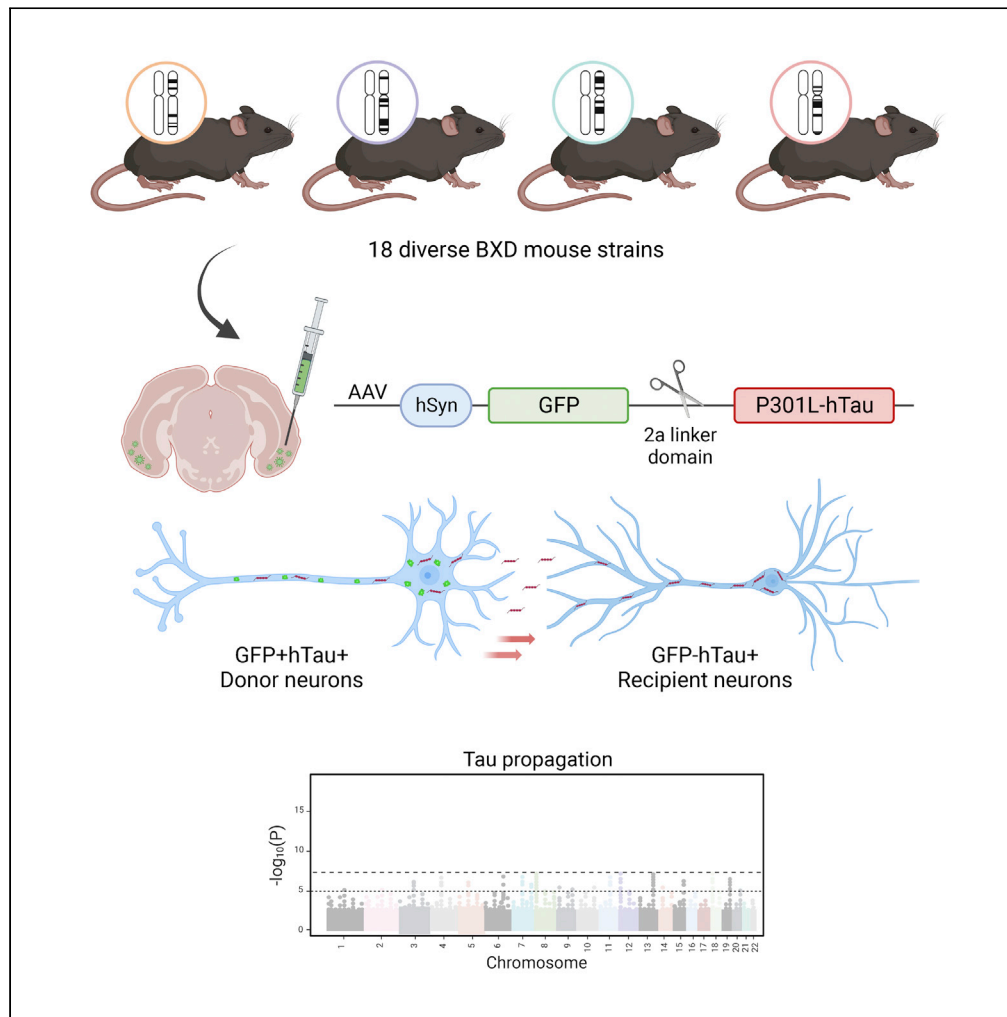 18 diverse BXD mouse strains
AAV
hSyn
GFP
P301L-hTau
2a linker
domain
GFP+hTau+
Donor neurons
GFP-hTau+
Recipient neurons
Tau propagation
-log₁₀(P)
15
10
5
0
1 2 3 4 5 6 7 8 9 10 11 12 13 14 15 16 17 18 19 20 21 22
Chromosome